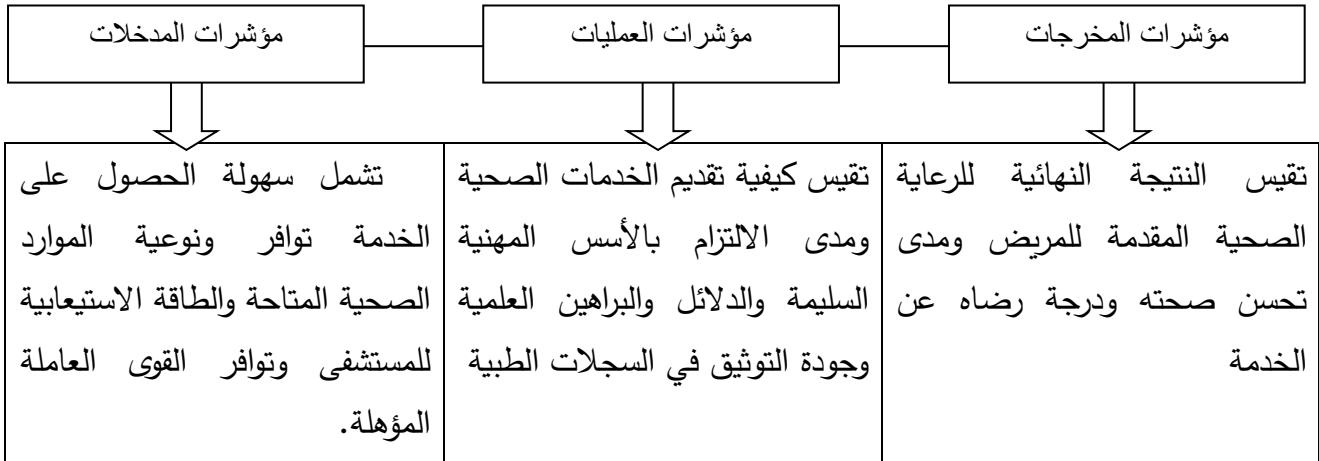 مؤشرات المخرجات
مؤشرات العمليات
مؤشرات المدخلات
تقيس النتيجة النهائية للرعاية
الصحية المقدمة للمريض ومدى
تحسن صحته ودرجة رضاه عن
الخدمة
تقيس كيفية تقديم الخدمات الصحية
ومدى الالتزام بالأسس المهنية
السليمة والدلائل والبراهين العلمية
وجودة التوثيق في السجلات الطبية
تشمل سهولة الحصول على
الخدمة توافر ونوعية الموارد
الصحية المتاحة والطاقة الاستيعابية
للمستشفى وتوافر القوى العاملة
المؤهلة.